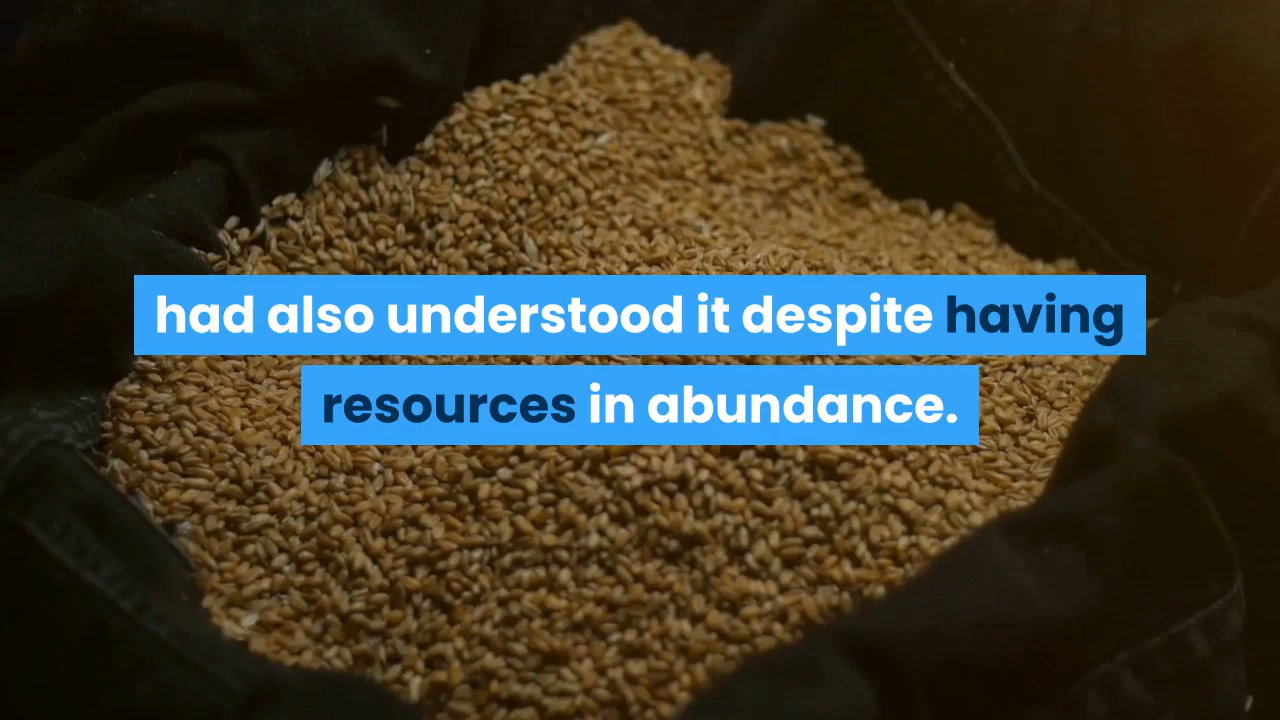 had also understood it despite having
resources in abundance.